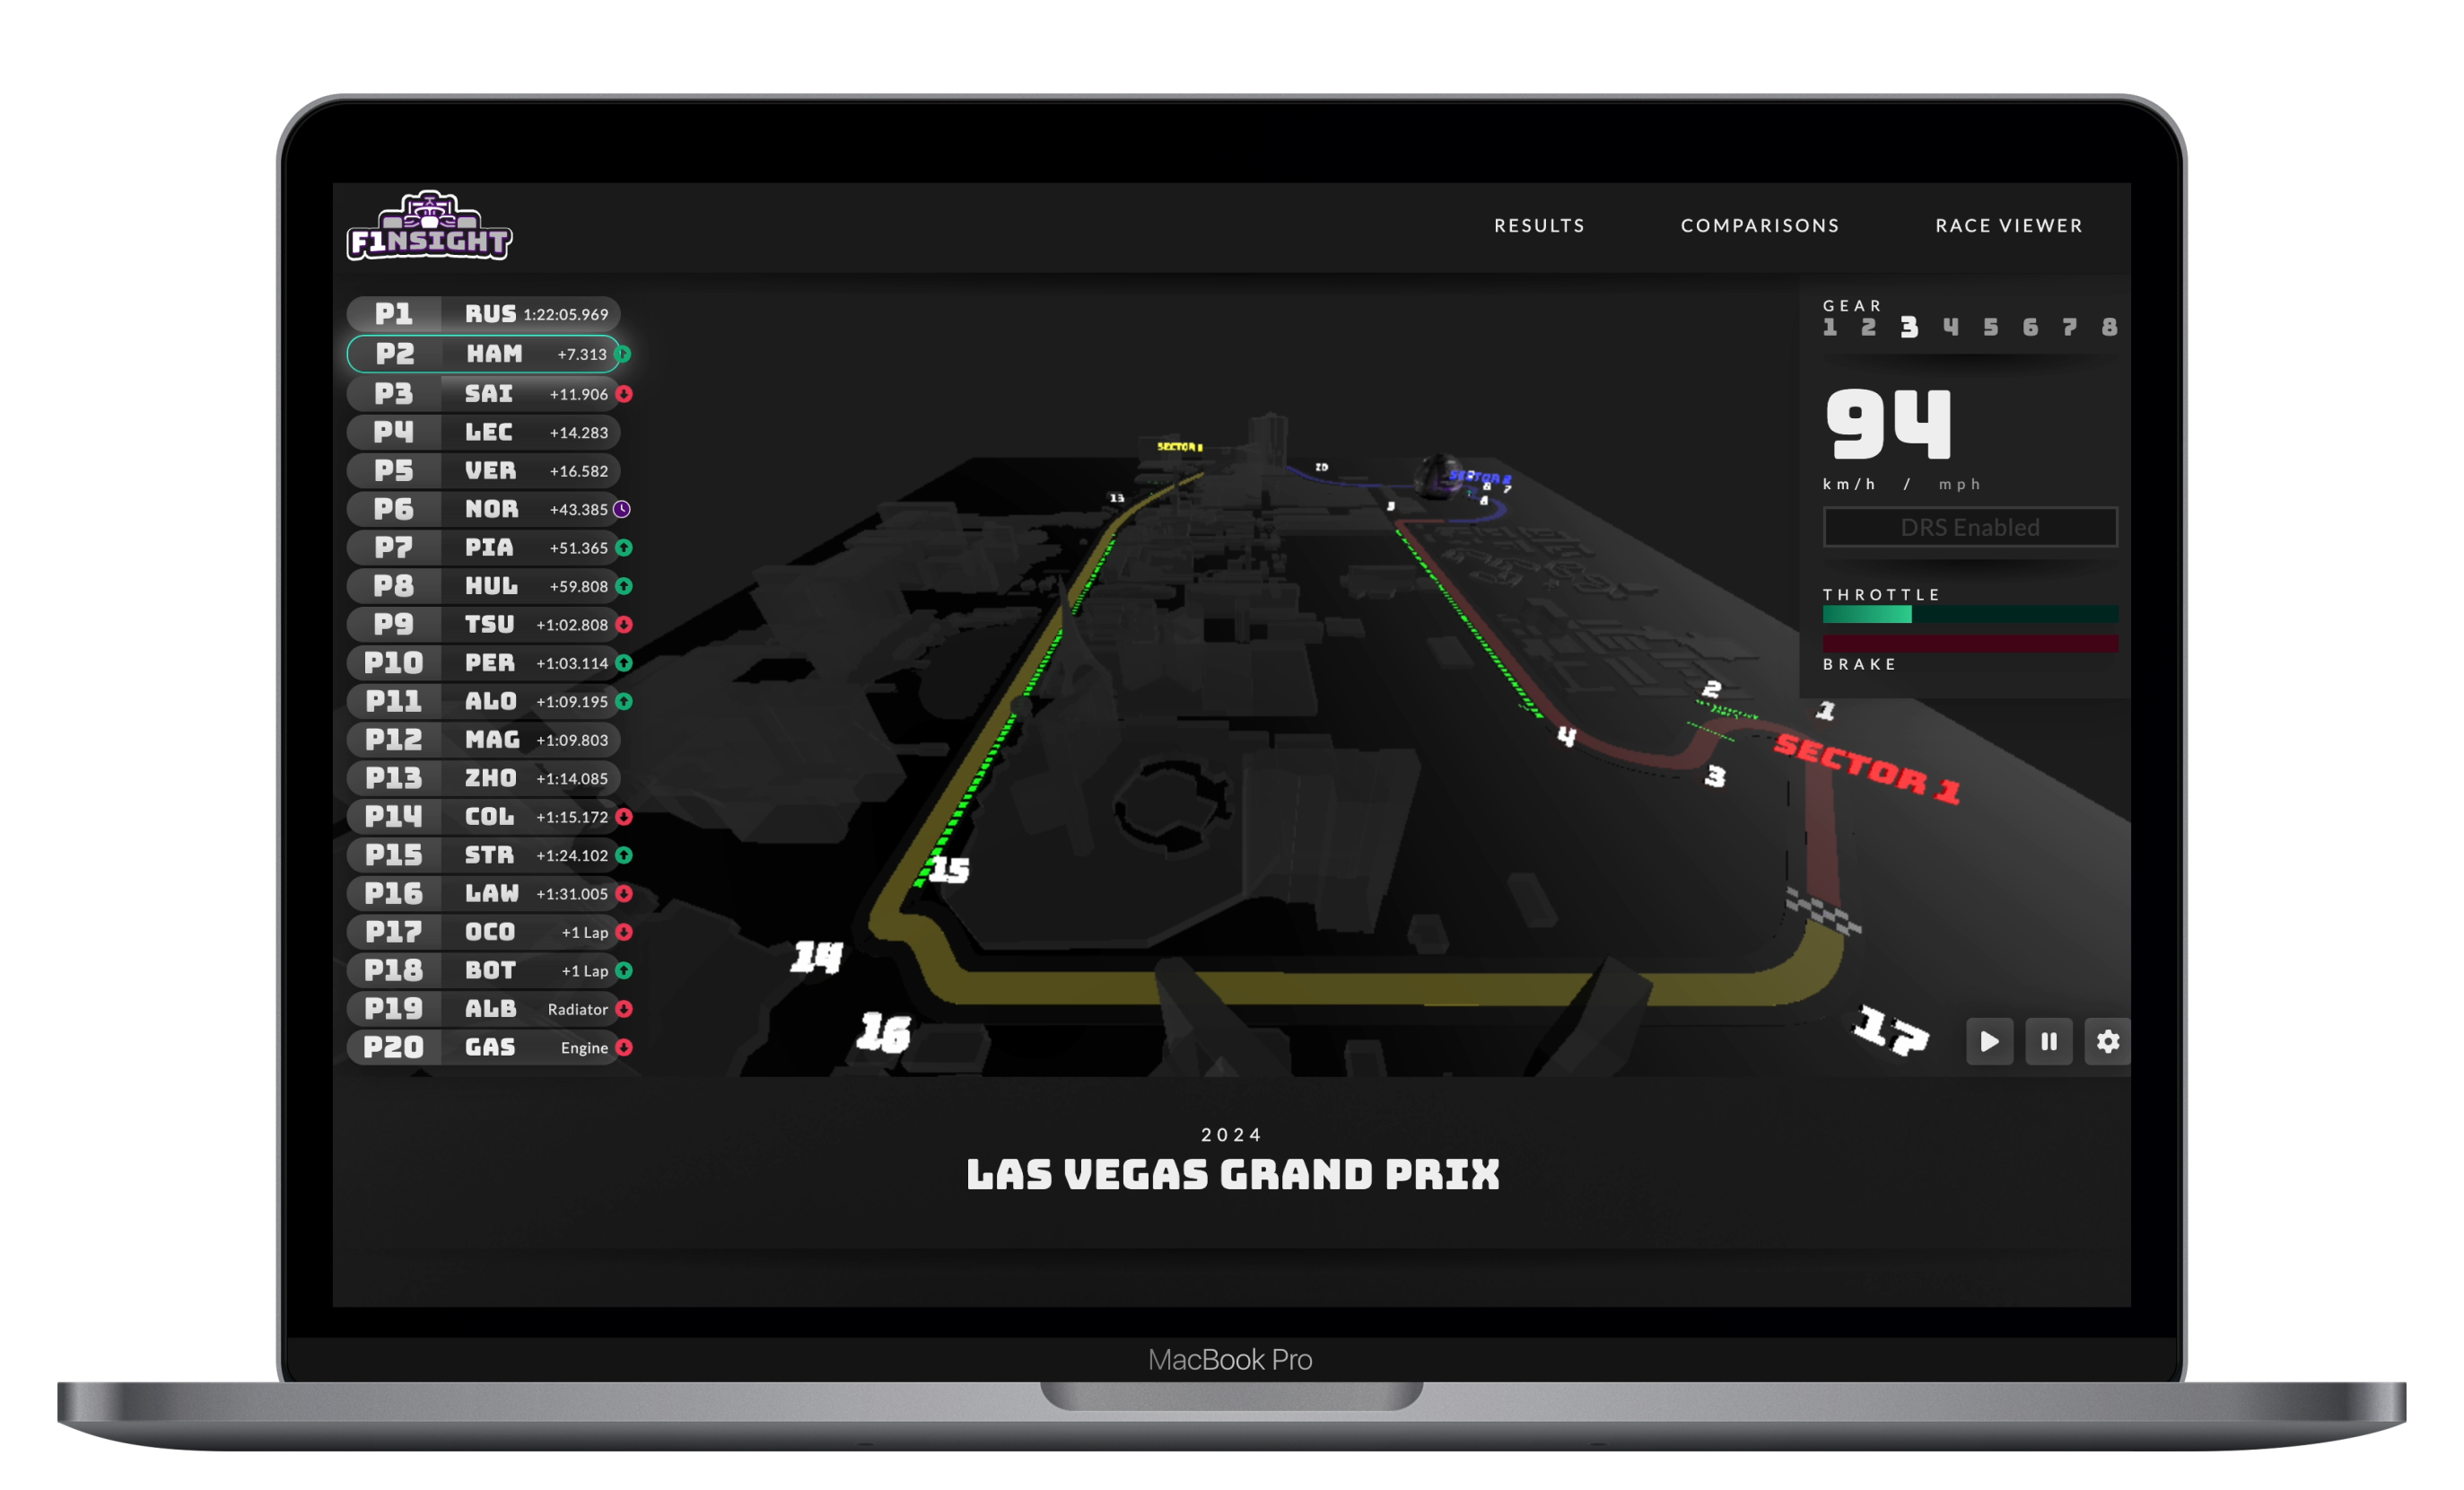 F1NSIGHT
RESULTS COMPARISONS RACE VIEWER
P1 RUS 1:22:05.969
P2 HAM +7.313
P3 SAI +11.906
P4 LEC +14.283
P5 VER +16.582
P6 NOR +43.385
P7 PIA +51.365
P8 HUL +59.808
P9 TSU +1:02.808
P10 PER +1:03.114
P11 ALO +1:09.195
P12 MAG +1:09.803
P13 ZHO +1:14.085
P14 COL +1:15.172
P15 STR +1:24.102
P16 LAW +1:31.005
P17 OCO +1 Lap
P18 BOT +1 Lap
P19 ALB Radiator
P20 GAS Engine
GEAR
1 2 3 4 5 6 7 8
94
km/h / mph
DRS Enabled
THROTTLE
BRAKE
SECTOR 2
7
13
2
1
4
SECTOR 1
3
15
14
16
17
2024
LAS VEGAS GRAND PRIX
MacBook Pro